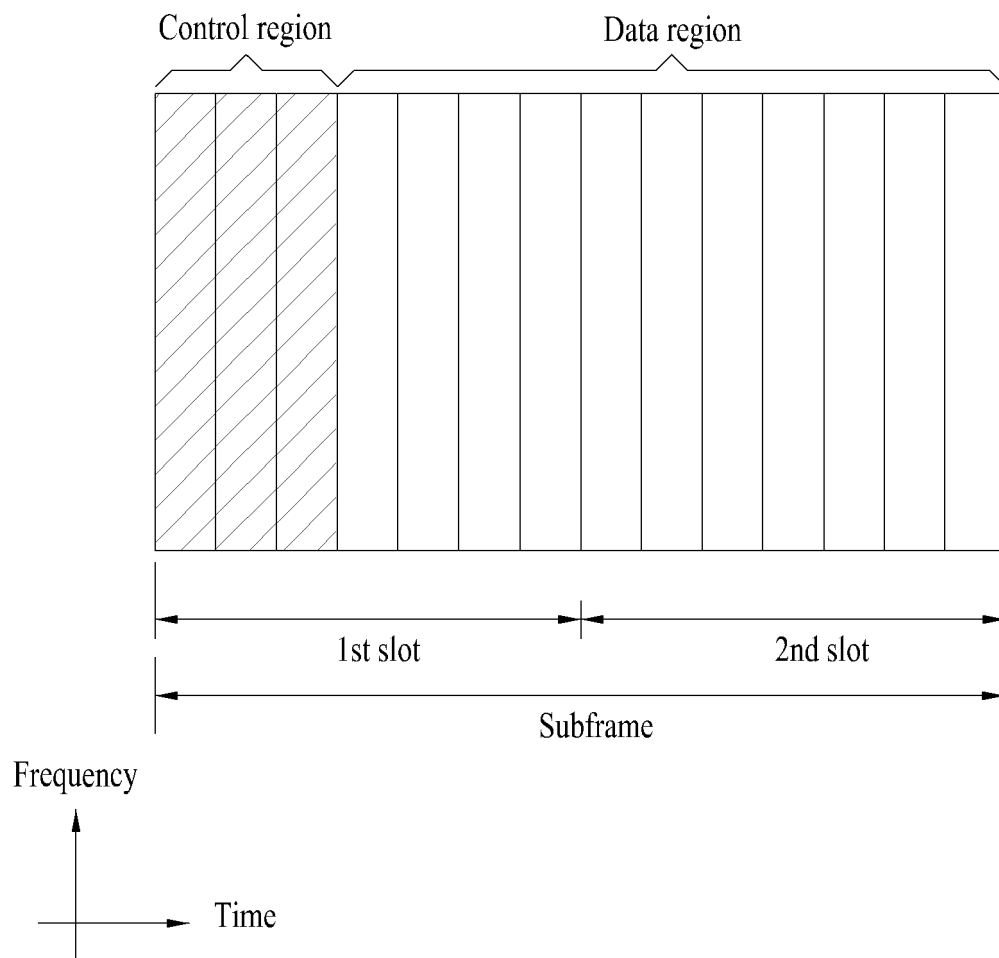 Control region
Data region
1st slot
2nd slot
Subframe
Frequency
Time